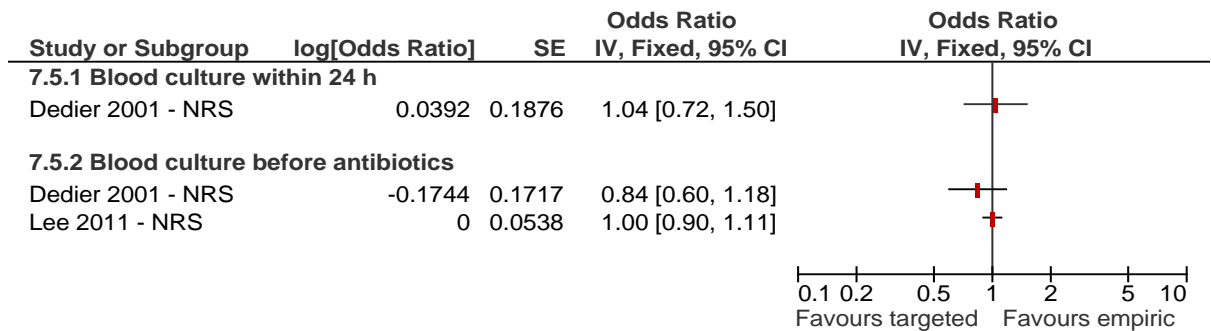 Odds Ratio Odds Ratio
Study or Subgroup log[Odds Ratio] SE IV, Fixed, 95% CI IV, Fixed, 95% CI
7.5.1 Blood culture within 24 h
Dedier 2001 - NRS 0.0392 0.1876 1.04 [0.72, 1.50]
7.5.2 Blood culture before antibiotics
Dedier 2001 - NRS -0.1744 0.1717 0.84 [0.60, 1.18]
Lee 2011 - NRS 0 0.0538 1.00 [0.90, 1.11]
0.1 0.2 0.5 1 2 5 10
Favours targeted Favours empiric